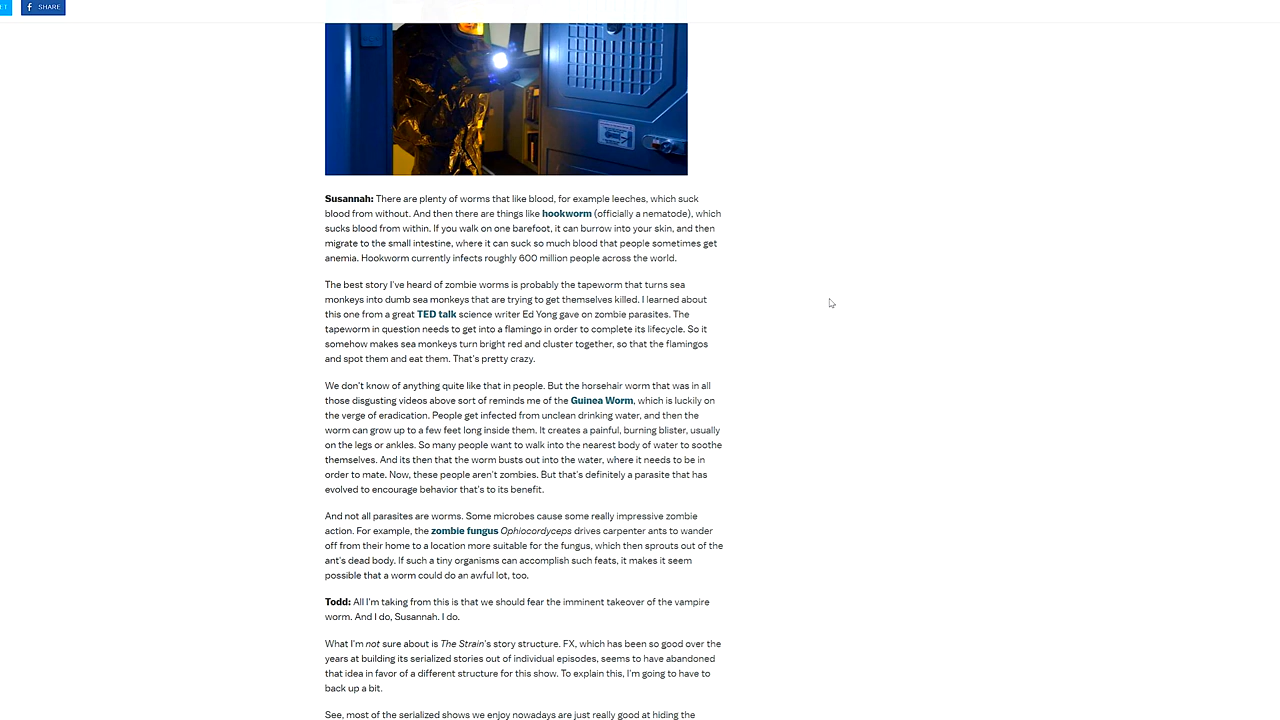 ET
f SHARE
Susannah: There are plenty of worms that like blood, for example leeches, which suck
blood from without. And then there are things like hookworm (officially a nematode), which
sucks blood from within. If you walk on one barefoot, it can burrow into your skin, and then
migrate to the small intestine, where it can suck so much blood that people sometimes get
anemia. Hookworm currently infects roughly 600 million people across the world.
The best story I've heard of zombie worms is probably the tapeworm that turns sea
monkeys into dumb sea monkeys that are trying to get themselves killed. I learned about
this one from a great TED talk science writer Ed Yong gave on zombie parasites. The
tapeworm in question needs to get into a flamingo in order to complete its lifecycle. So it
somehow makes sea monkeys turn bright red and cluster together, so that the flamingos
and spot them and eat them. That's pretty crazy.
We don't know of anything quite like that in people. But the horsehair worm that was in all
those disgusting videos above sort of reminds me of the Guinea Worm, which is luckily on
the verge of eradication. People get infected from unclean drinking water, and then the
worm can grow up to a few feet long inside them. It creates a painful, burning blister, usually
on the legs or ankles. So many people want to walk into the nearest body of water to soothe
themselves. And its then that the worm busts out into the water, where it needs to be in
order to mate. Now, these people aren't zombies. But that's definitely a parasite that has
evolved to encourage behavior that's to its benefit.
And not all parasites are worms. Some microbes cause some really impressive zombie
action. For example, the zombie fungus Ophiocordyceps drives carpenter ants to wander
off from their home to a location more suitable for the fungus, which then sprouts out of the
ant's dead body. If such a tiny organisms can accomplish such feats, it makes it seem
possible that a worm could do an awful lot, too.
Todd: All I'm taking from this is that we should fear the imminent takeover of the vampire
worm. And I do, Susannah. I do.
What I'm not sure about is The Strain's story structure. FX, which has been so good over the
years at building its serialized stories out of individual episodes, seems to have abandoned
that idea in favor of a different structure for this show. To explain this, I'm going to have to
back up a bit.
See, most of the serialized shows we enjoy nowadays are just really good at hiding the